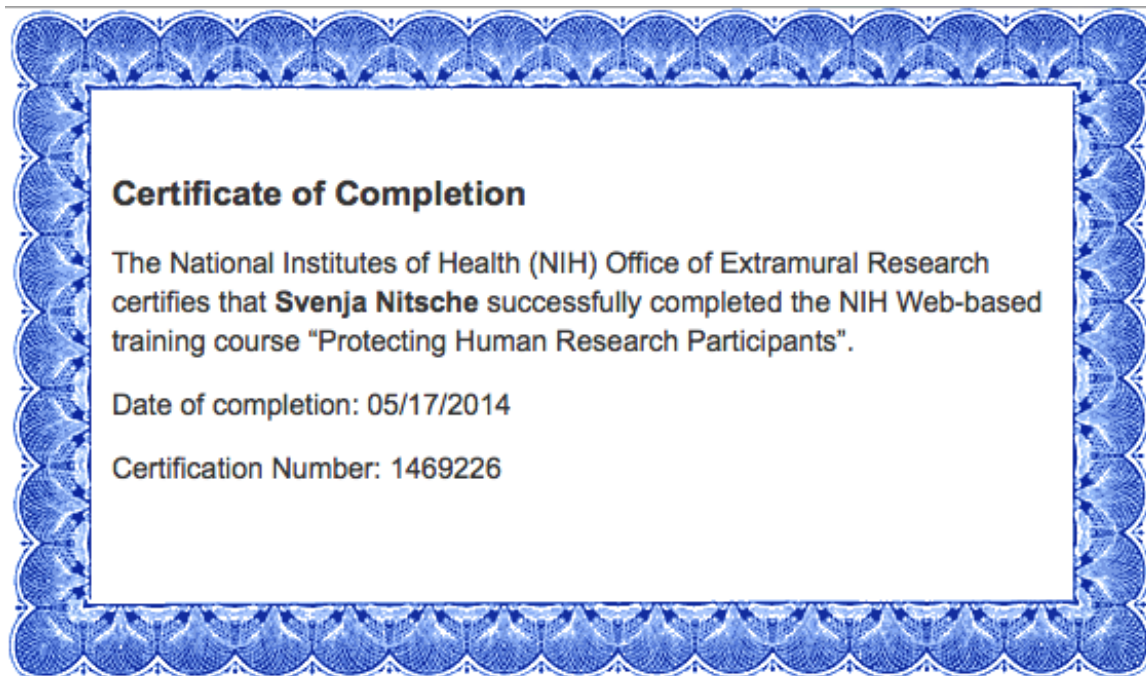 Certificate of Completion
The National Institutes of Health (NIH) Office of Extramural Research
certifies that Svenja Nitsche successfully completed the NIH Web-based
training course “Protecting Human Research Participants”.
Date of completion: 05/17/2014
Certification Number: 1469226